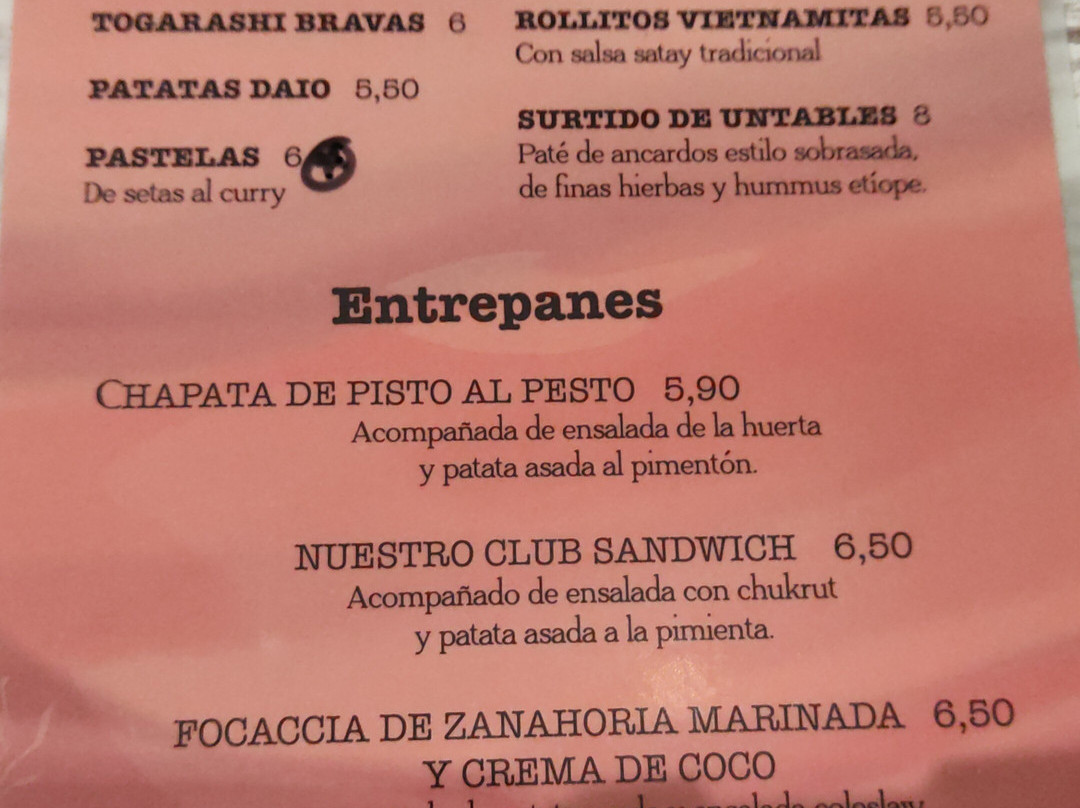 TOGARASHI BRAVAS 6
PATATAS DAIO 5,50
PASTELAS 6
De setas al curry
ROLLITOS VIETNAMITAS 5,50
Con salsa satay tradicional
SURTIDO DE UNTABLES 8
Paté de ancardos estilo sobrasada,
de finas hierbas y hummus etíope.
Entrepanes
CHAPATA DE PISTO AL PESTO 5,90
Acompañada de ensalada de la huerta
y patata asada al pimentón.
NUESTRO CLUB SANDWICH 6,50
Acompañado de ensalada con chukrut
y patata asada a la pimienta.
FOCACCIA DE ZANAHORIA MARINADA 6,50
Y CREMA DE COCO
ensalada coleslaw